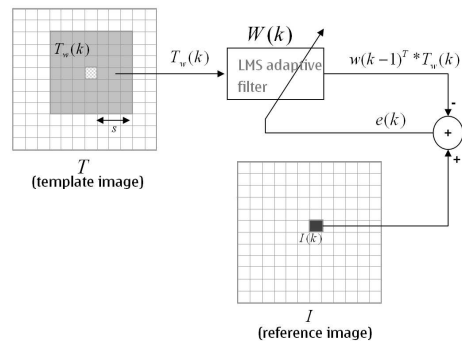 T_w(k)
s
T
(template image)
T_w(k)
W(k)
LMS adaptive
filter
w(k-1)^T*T_w(k)
-
+
e(k)
+
I(k)
I
(reference image)